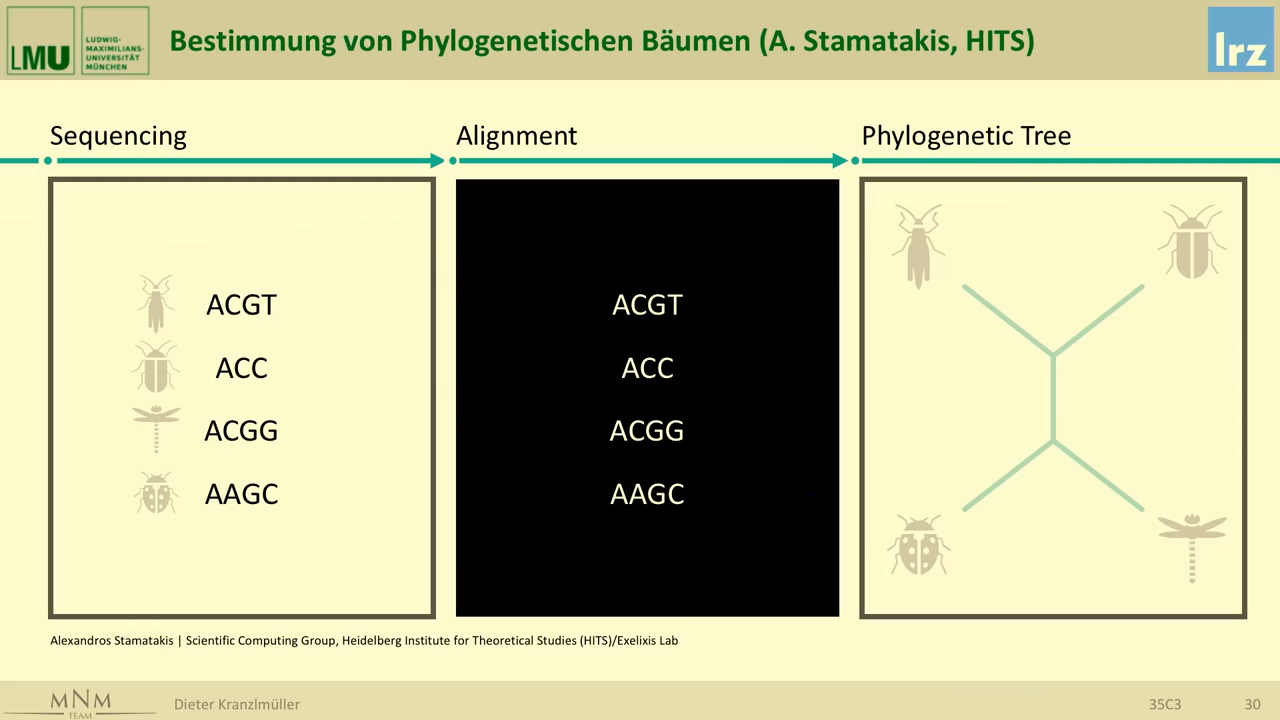 LMU
LUDWIG-
MAXIMILIANS-
UNIVERSITÄT
MÜNCHEN
Bestimmung von Phylogenetischen Bäumen (A. Stamatakis, HITS)
lrz
Sequencing
Alignment
Phylogenetic Tree
ACGT
ACC
ACGG
AAGC
ACGT
ACC
ACGG
AAGC
Alexandros Stamatakis | Scientific Computing Group, Heidelberg Institute for Theoretical Studies (HITS)/Exelixis Lab
MNM
TEAM
Dieter Kranzlmüller
35C3
30